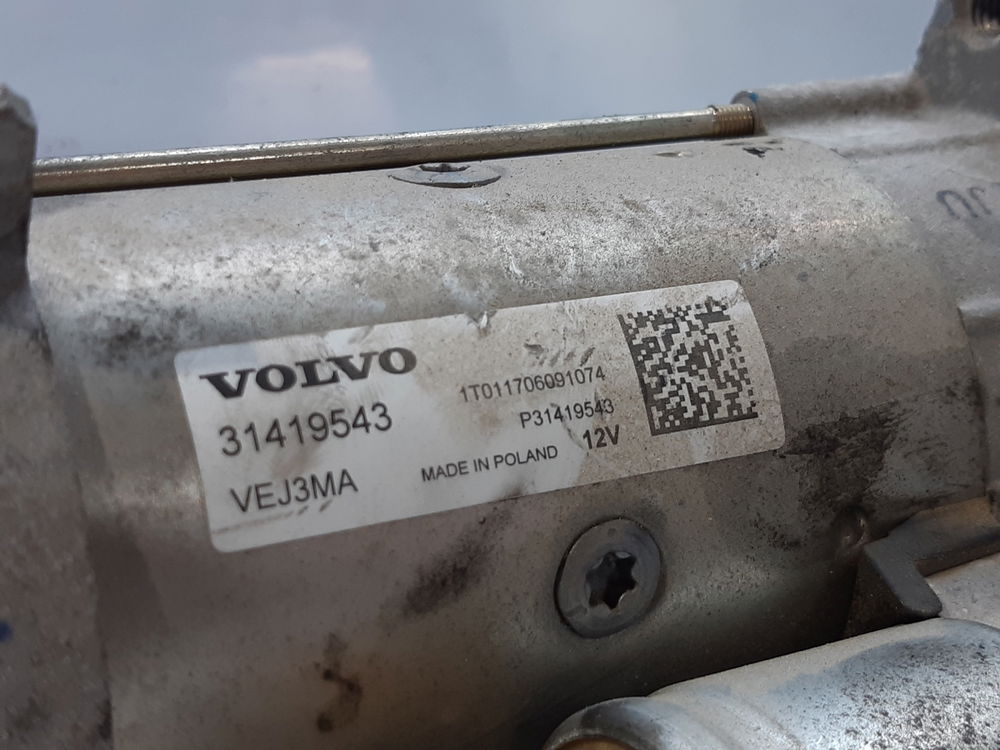 VOLVO
31419543
VEJ3MA
1T011706091074
P31419543
MADE IN POLAND 12V